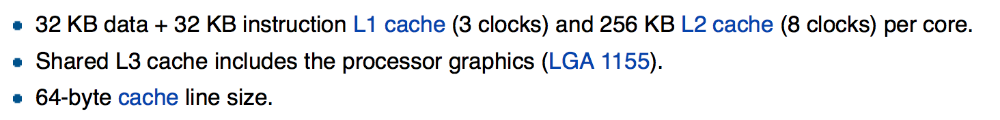 32 KB data + 32 KB instruction L1 cache (3 clocks) and 256 KB L2 cache (8 clocks) per core.
Shared L3 cache includes the processor graphics (LGA 1155).
64-byte cache line size.